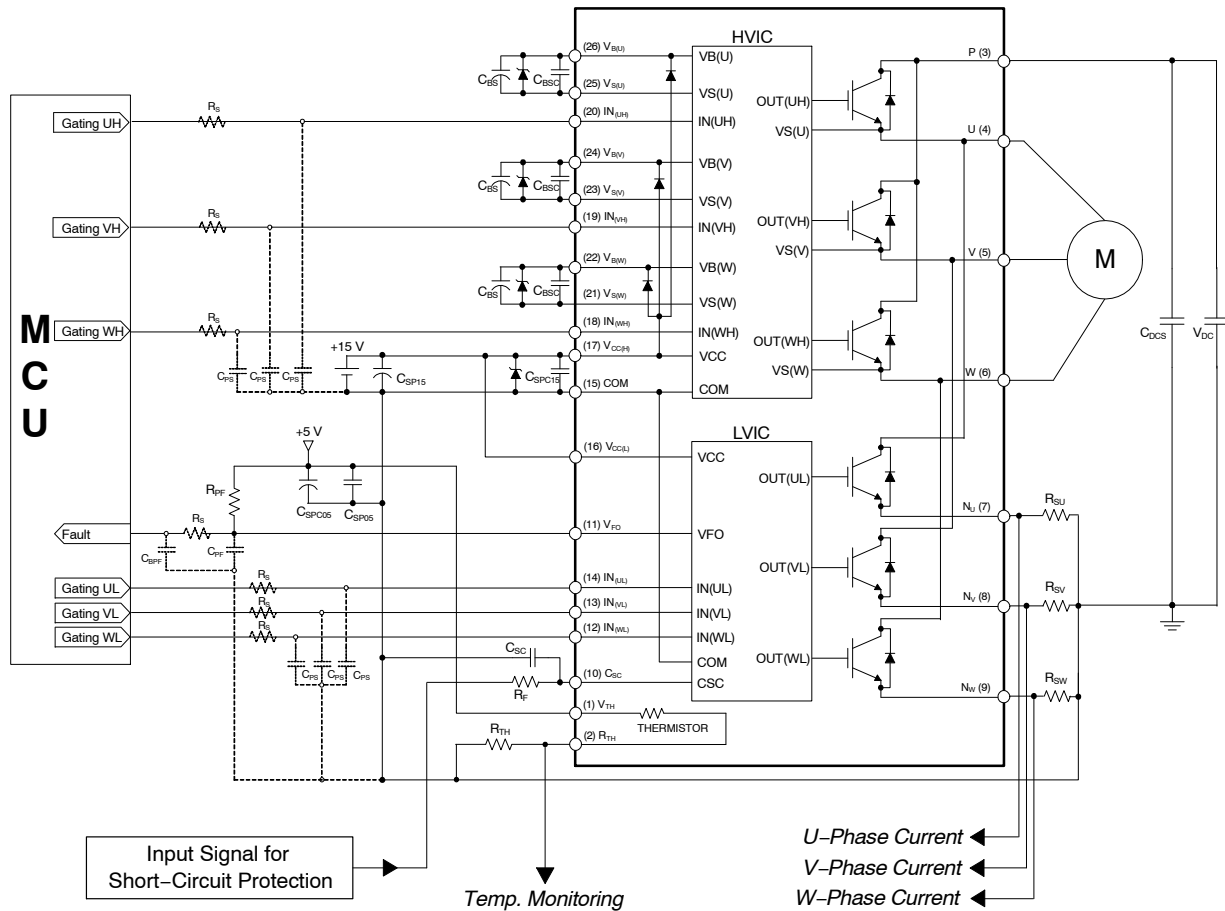 HVIC
(26) VB(U)
VB(U)
P (3)
CBS
CBSC
(25) VS(U)
VS(U)
OUT(UH)
Gating UH
RS
(20) IN(UH)
IN(UH)
VS(U)
U (4)
(24) VB(V)
VB(V)
CBS
CBSC
(23) VS(V)
VS(V)
OUT(VH)
Gating VH
RS
(19) IN(VH)
IN(VH)
VS(V)
V (5)
M
(22) VB(W)
VB(W)
CBS
CBSC
(21) VS(W)
VS(W)
MCU
Gating WH
RS
(18) IN(WH)
IN(WH)
OUT(WH)
CDCS
VDC
+15 V
(17) VCC(H)
VCC
VS(W)
W (6)
CPS
CPS
CPS
CSP15
CSPC15
(15) COM
COM
+5 V
LVIC
(16) VCC(L)
VCC
OUT(UL)
RPF
CSPC05
CSP05
NU (7)
RSU
Fault
RS
(11) VFO
VFO
CBPF
CPF
OUT(VL)
Gating UL
RS
(14) IN(UL)
IN(UL)
Gating VL
RS
(13) IN(VL)
IN(VL)
NV (8)
RSV
Gating WL
RS
(12) IN(WL)
IN(WL)
CPS
CPS
CPS
CSC
COM
OUT(WL)
RF
(10) CSC
CSC
NW (9)
RSW
(1) VTH
THERMISTOR
RTH
(2) RTH
Input Signal for
Short−Circuit Protection
Temp. Monitoring
U−Phase Current
V−Phase Current
W−Phase Current